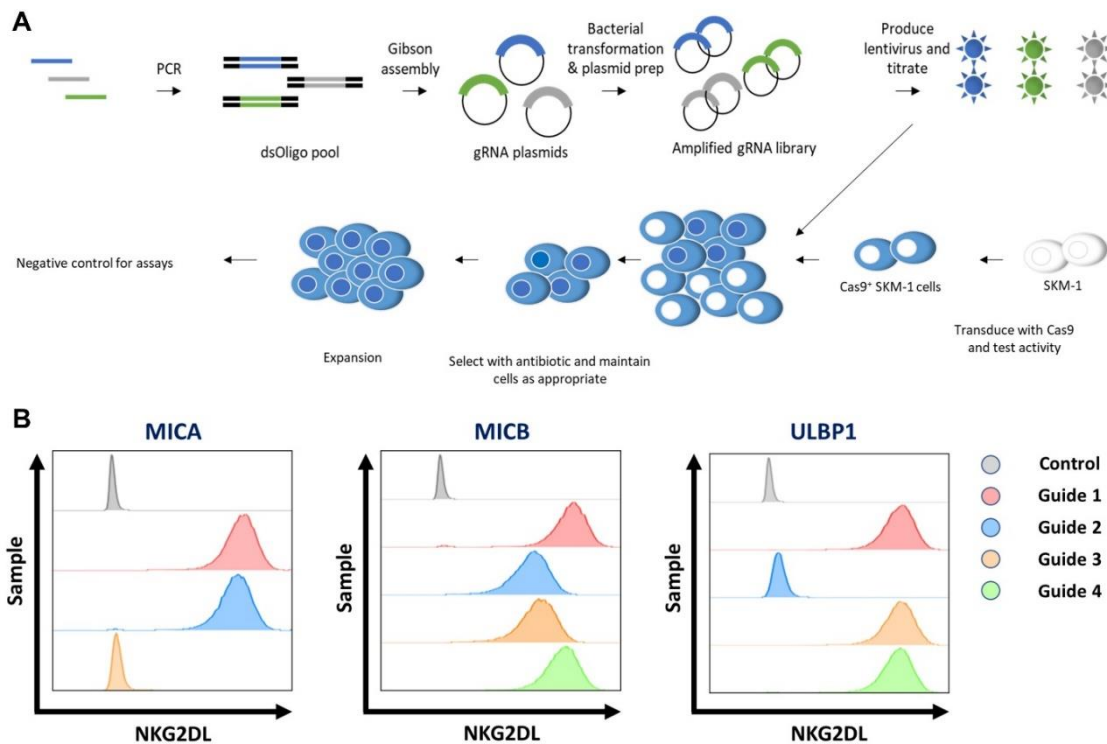 A
PCR
Gibson
assembly
Bacterial
transformation
& plasmid prep
Produce
lentivirus and
titrate
dsOligo pool
gRNA plasmids
Amplified gRNA library
Negative control for assays
Expansion
Select with antibiotic and maintain
cells as appropriate
Cas9⁺ SKM-1 cells
SKM-1
Transduce with Cas9
and test activity
B
MICA
MICB
ULBP1
Sample
Sample
Sample
NKG2DL
NKG2DL
NKG2DL
Control
Guide 1
Guide 2
Guide 3
Guide 4